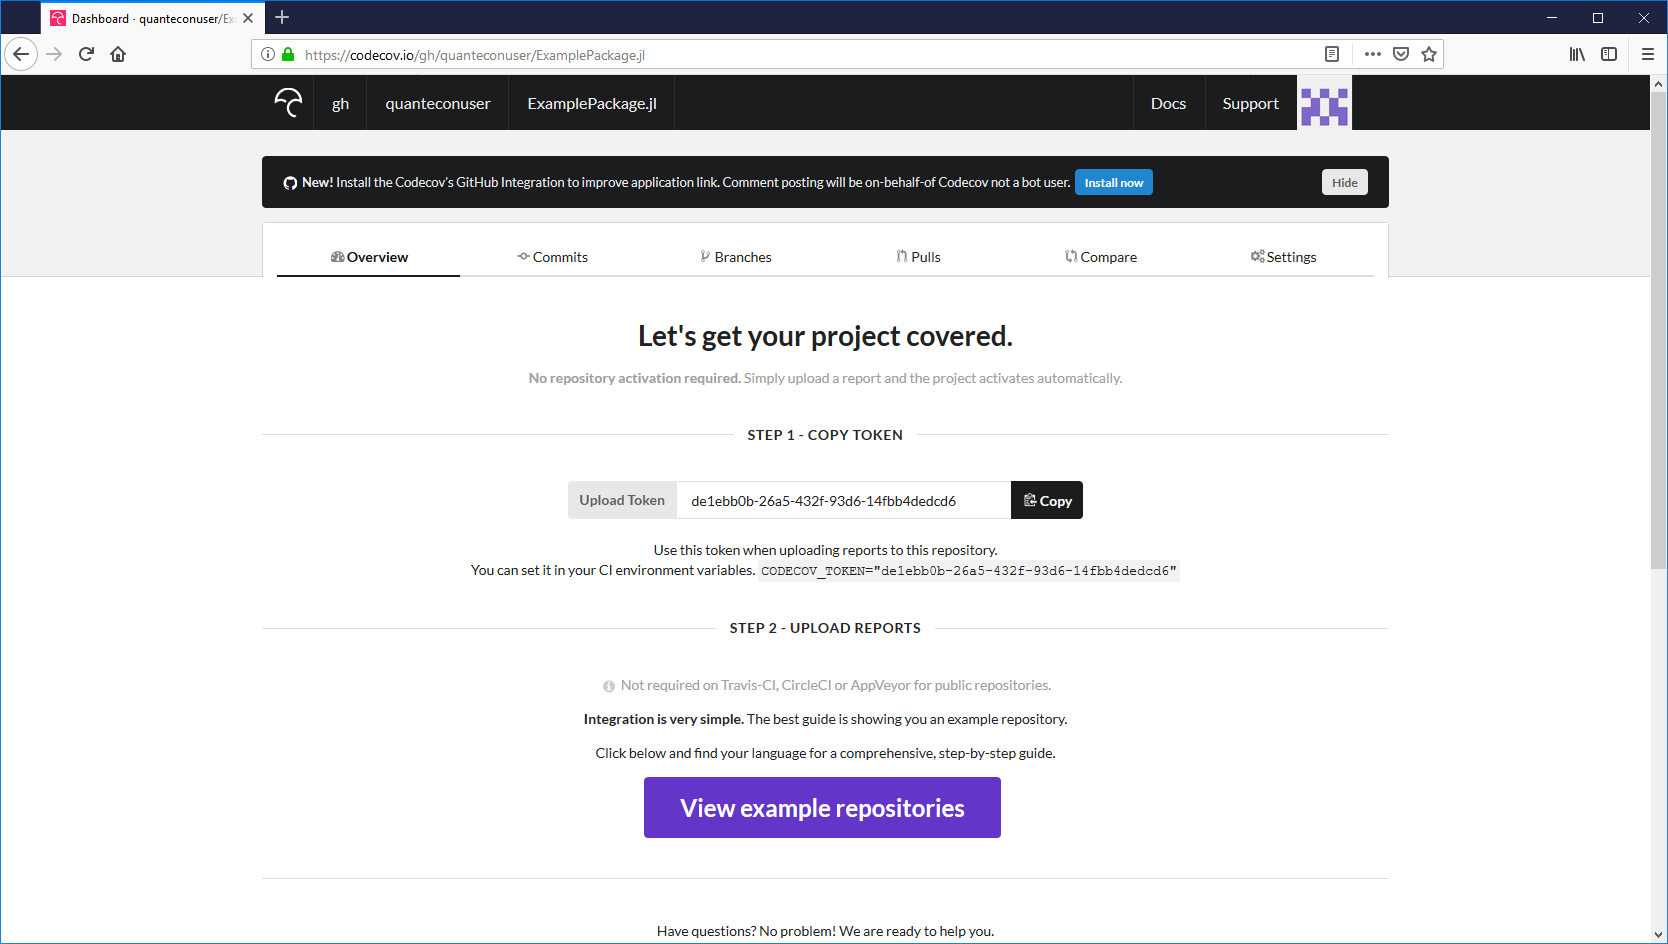 Dashboard · quanteconuser/Exa
https://codecov.io/gh/quanteconuser/ExamplePackage.jl
gh quanteconuser ExamplePackage.jl Docs Support
New! Install the Codecov's GitHub Integration to improve application link. Comment posting will be on-behalf-of Codecov not a bot user. Install now Hide
Overview Commits Branches Pulls Compare Settings
Let's get your project covered.
No repository activation required. Simply upload a report and the project activates automatically.
STEP 1 - COPY TOKEN
Upload Token de1ebb0b-26a5-432f-93d6-14fbb4dedcd6 Copy
Use this token when uploading reports to this repository.
You can set it in your CI environment variables. CODECOV_TOKEN="de1ebb0b-26a5-432f-93d6-14fbb4dedcd6"
STEP 2 - UPLOAD REPORTS
Not required on Travis-CI, CircleCI or AppVeyor for public repositories.
Integration is very simple. The best guide is showing you an example repository.
Click below and find your language for a comprehensive, step-by-step guide.
View example repositories
Have questions? No problem! We are ready to help you.